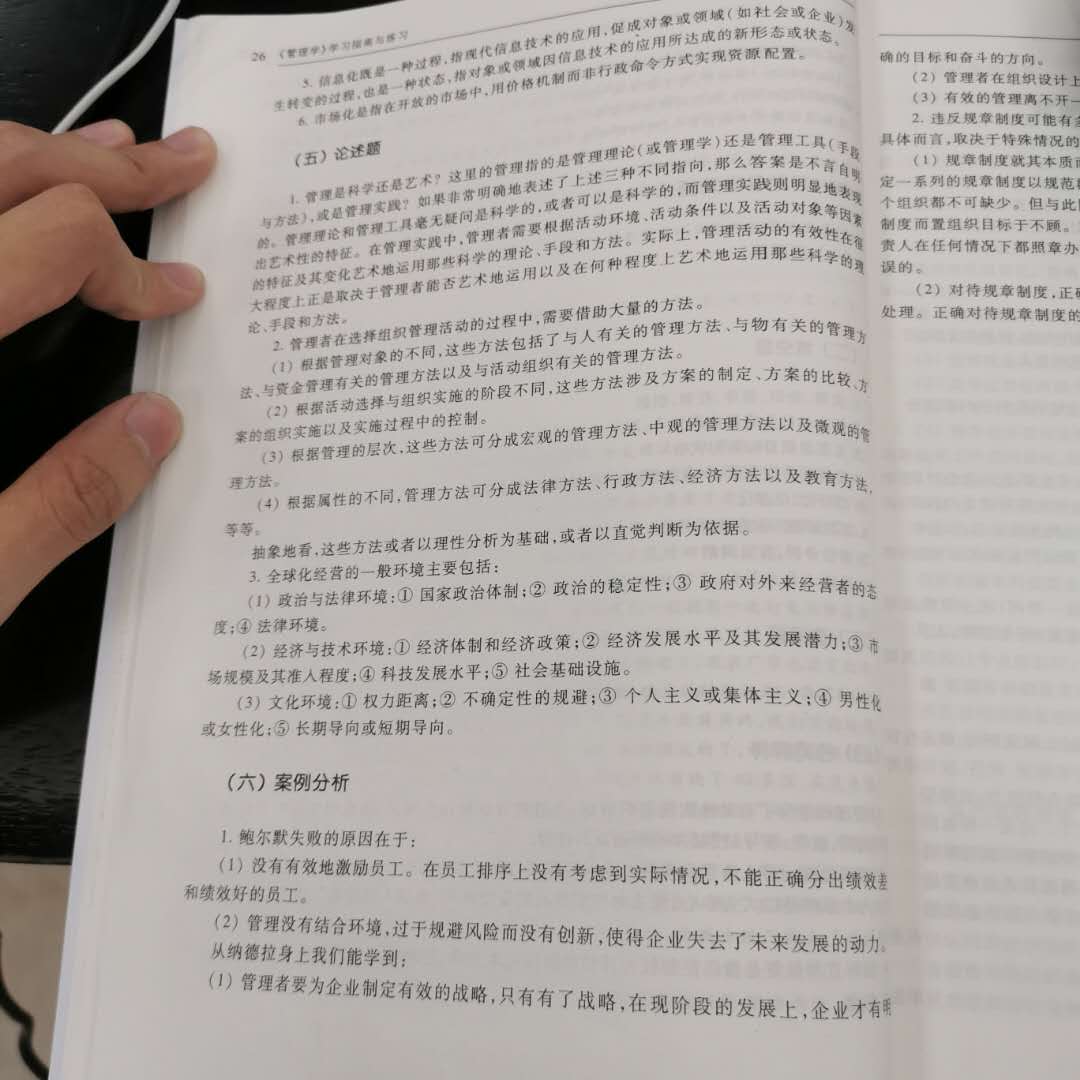 26 《管理学》学习指南与练习
5. 信息化既是一种过程,指现代信息技术的应用,促成对象或领域(如社会或企业)发
生转变的过程,也是一种状态,指对象或领域因信息技术的应用所达成的新形态或状态。
6. 市场化是指在开放的市场中,用价格机制而非行政命令方式实现资源配置。
(五)论述题
1. 管理是科学还是艺术? 这里的管理指的是管理理论(或管理学)还是管理工具(手段
与方法),或是管理实践? 如果非常明确地表述了上述三种不同指向,那么答案是不言自明
的。管理理论和管理工具毫无疑问是科学的,或者可以是科学的,而管理实践则明显地表现
出艺术性的特征。在管理实践中,管理者需要根据活动环境、活动条件以及活动对象等因素
的特征及其变化艺术地运用那些科学的理论、手段和方法。实际上,管理活动的有效性在很
大程度上正是取决于管理者能否艺术地运用以及在何种程度上艺术地运用那些科学的理
论、手段和方法。
2. 管理者在选择组织管理活动的过程中,需要借助大量的方法。
(1) 根据管理对象的不同,这些方法包括了与人有关的管理方法、与物有关的管理方
法、与资金管理有关的管理方法以及与活动组织有关的管理方法。
(2) 根据活动选择与组织实施的阶段不同,这些方法涉及方案的制定、方案的比较、方
案的组织实施以及实施过程中的控制。
(3) 根据管理的层次,这些方法可分成宏观的管理方法、中观的管理方法以及微观的管
理方法。
(4) 根据属性的不同,管理方法可分成法律方法、行政方法、经济方法以及教育方法,
等等。
抽象地看,这些方法或者以理性分析为基础,或者以直觉判断为依据。
3. 全球化经营的一般环境主要包括:
(1) 政治与法律环境:① 国家政治体制;② 政治的稳定性;③ 政府对外来经营者的态
度;④ 法律环境。
(2) 经济与技术环境:① 经济体制和经济政策;② 经济发展水平及其发展潜力;③ 市
场规模及其准人程度;④ 科技发展水平;⑤ 社会基础设施。
(3) 文化环境:① 权力距离;② 不确定性的规避;③ 个人主义或集体主义;④ 男性化
或女性化;⑤ 长期导向或短期导向。
(六)案例分析
1. 鲍尔默失败的原因在于:
(1) 没有有效地激励员工。在员工排序上没有考虑到实际情况,不能正确分出绩效差
和绩效好的员工。
(2) 管理没有结合环境,过于规避风险而没有创新,使得企业失去了未来发展的动力。
从纳德拉身上我们能学到:
(1) 管理者要为企业制定有效的战略,只有有了战略,在现阶段的发展上,企业才有明
确的目标和奋斗的方向。
(2) 管理者在组织设计上
(3) 有效的管理离不开一
2. 违反规章制度可能有多
具体而言,取决于特殊情况的
(1) 规章制度就其本质而
定一系列的规章制度以规范
个组织都不可缺少。但与此
制度而置组织目标于不顾。
责人在任何情况下都照章办
误的。
(2) 对待规章制度,正确
处理。正确对待规章制度的